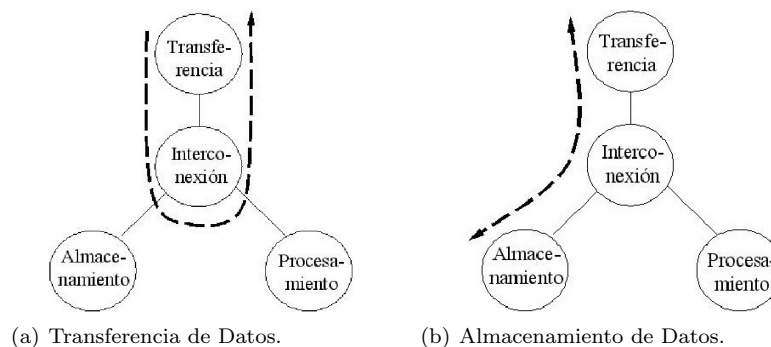 Transfe-
rencia
Interco-
nexión
Almace-
namiento
Procesa-
miento
(a) Transferencia de Datos.
Transfe-
rencia
Interco-
nexión
Almace-
namiento
Procesa-
miento
(b) Almacenamiento de Datos.